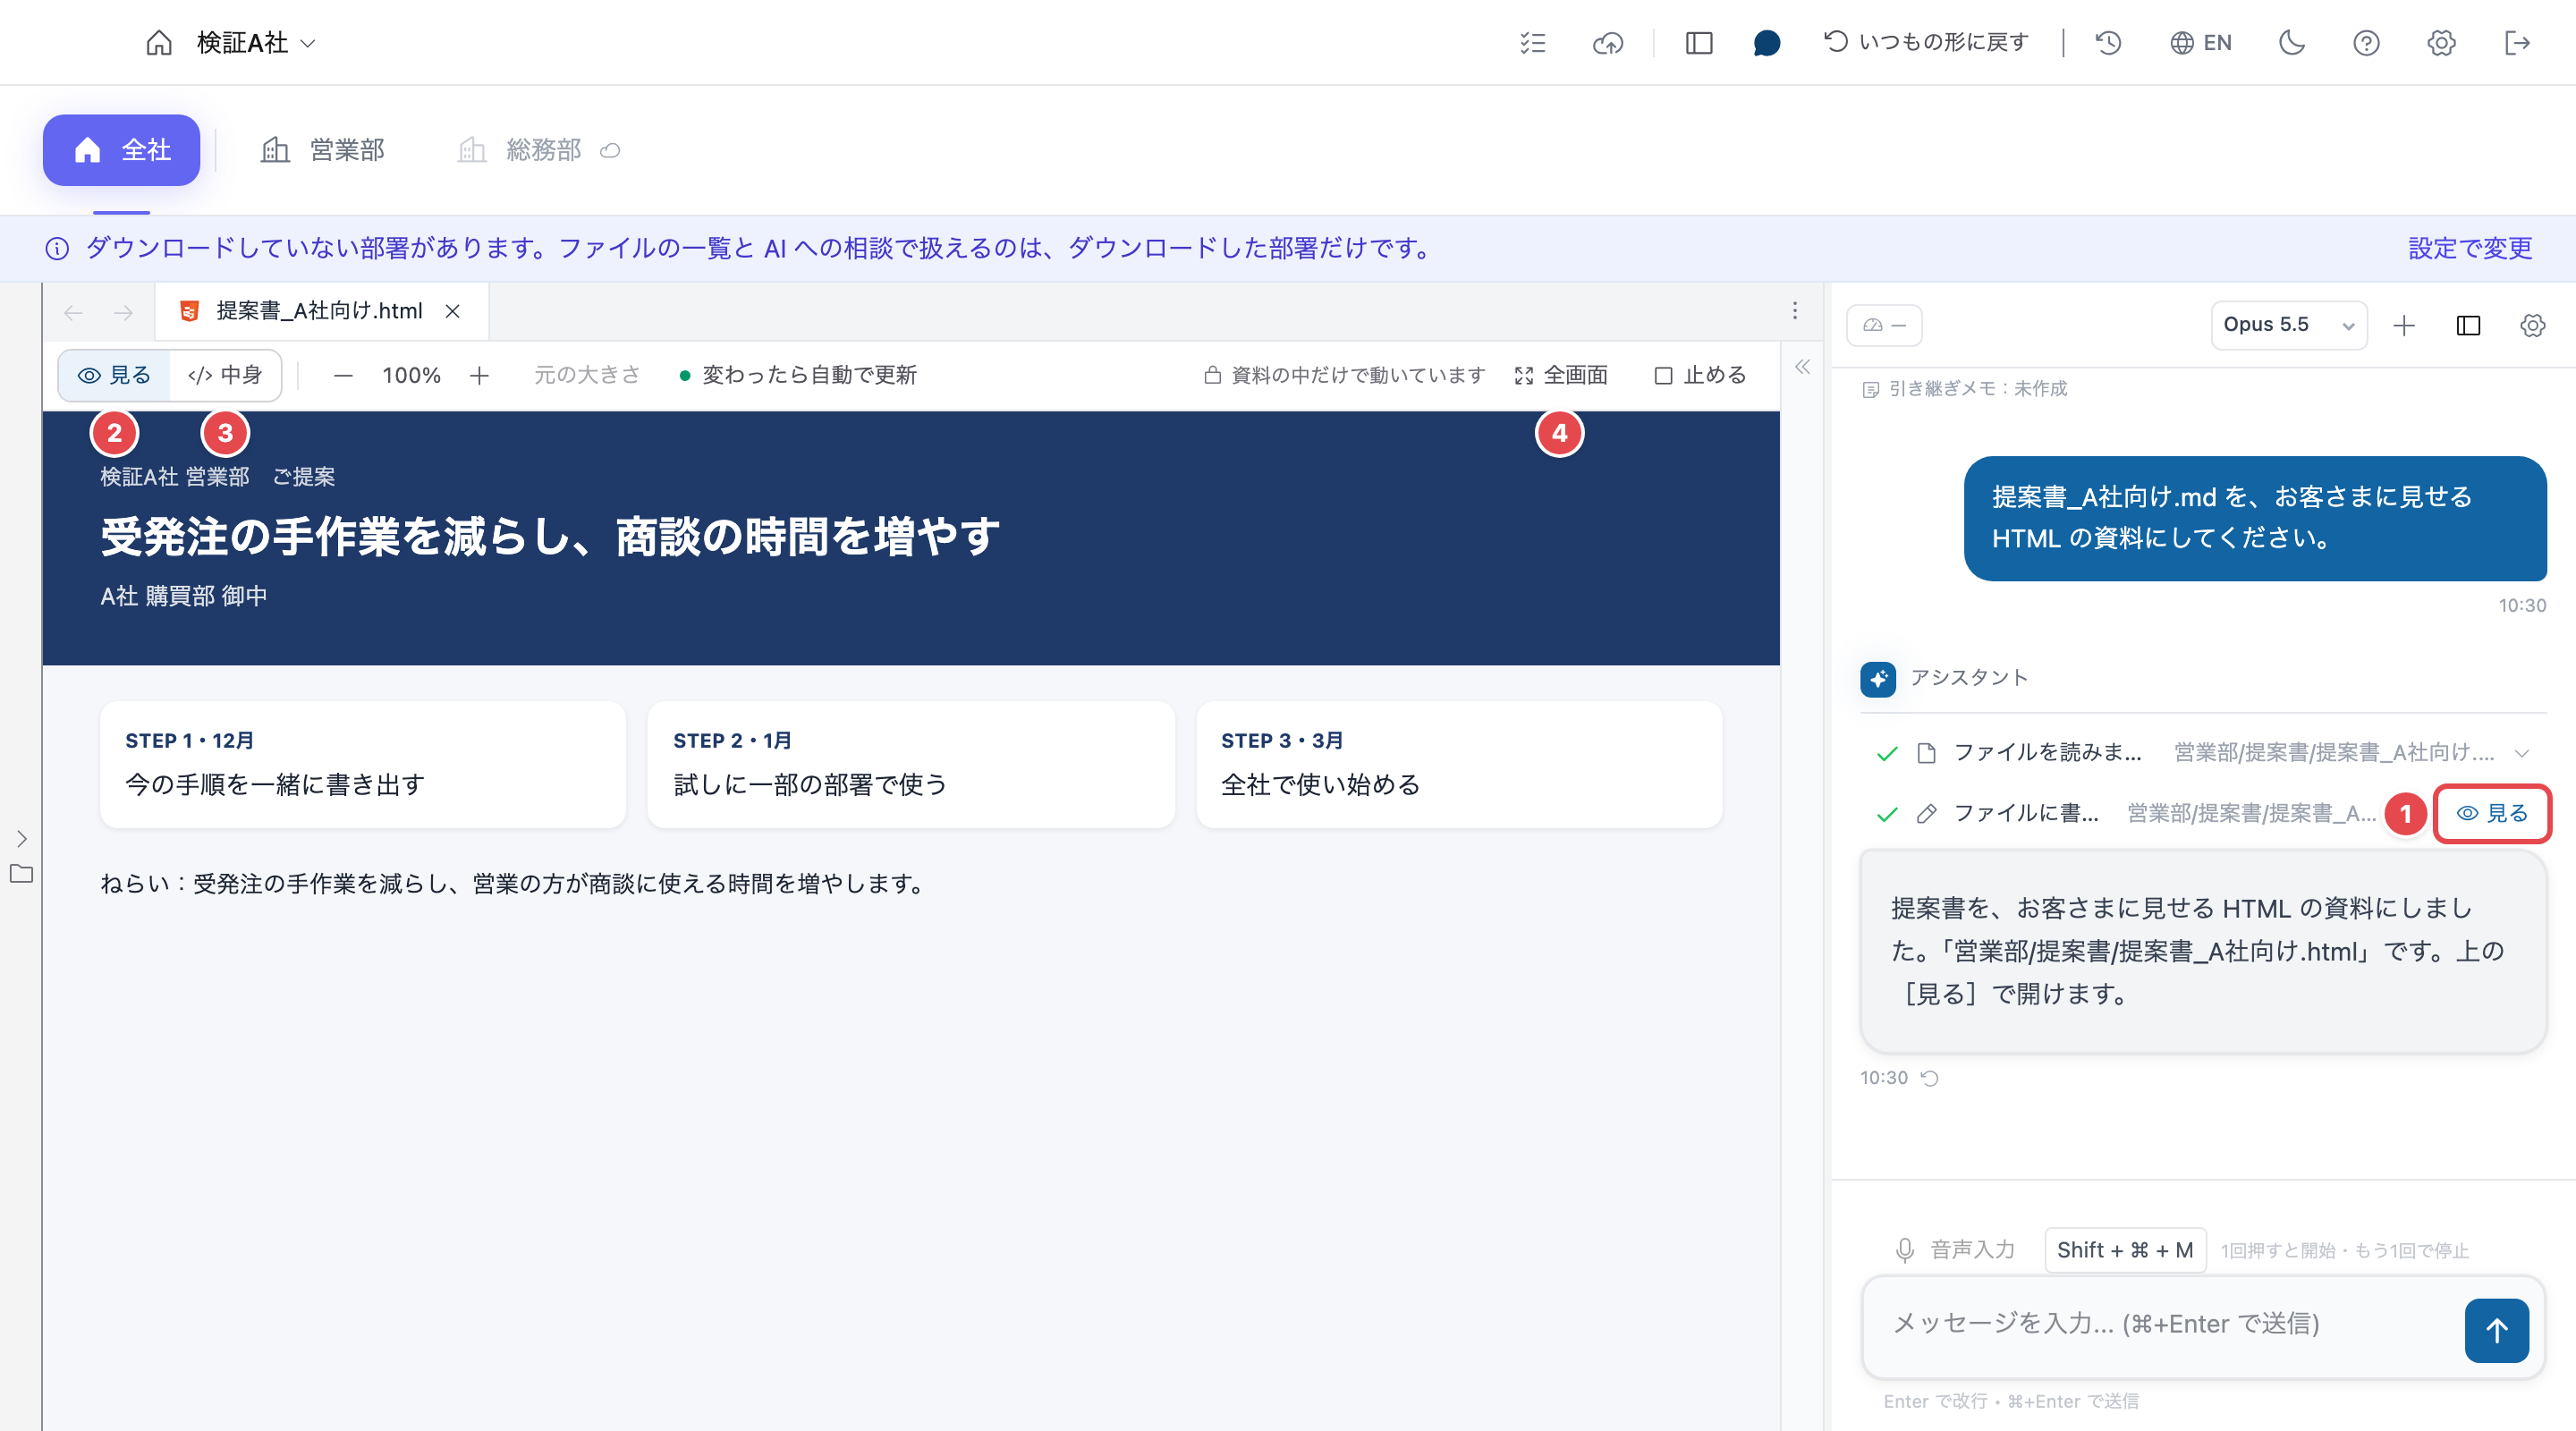 検証A社
いつもの形に戻す
EN
全社
営業部
総務部
ダウンロードしていない部署があります。ファイルの一覧と AI への相談で扱えるのは、ダウンロードした部署だけです。
設定で変更
提案書_A社向け.html
見る
中身
100%
元の大きさ
変わったら自動で更新
資料の中だけで動いています
全画面
止める
2
3
4
検証A社 営業部　ご提案
受発注の手作業を減らし、商談の時間を増やす
A社 購買部 御中
STEP 1・12月
今の手順を一緒に書き出す
STEP 2・1月
試しに一部の部署で使う
STEP 3・3月
全社で使い始める
ねらい：受発注の手作業を減らし、営業の方が商談に使える時間を増やします。
Opus 5.5
引き継ぎメモ：未作成
提案書_A社向け.md を、お客さまに見せる
HTML の資料にしてください。
10:30
アシスタント
ファイルを読みま... 営業部/提案書/提案書_A社向け....
ファイルに書... 営業部/提案書/提案書_A...
1
見る
提案書を、お客さまに見せる HTML の資料にしまし
た。「営業部/提案書/提案書_A社向け.html」です。上の
［見る］で開けます。
10:30
音声入力
Shift + ⌘ + M
1回押すと開始・もう1回で停止
メッセージを入力... (⌘+Enter で送信)
Enter で改行・⌘+Enter で送信